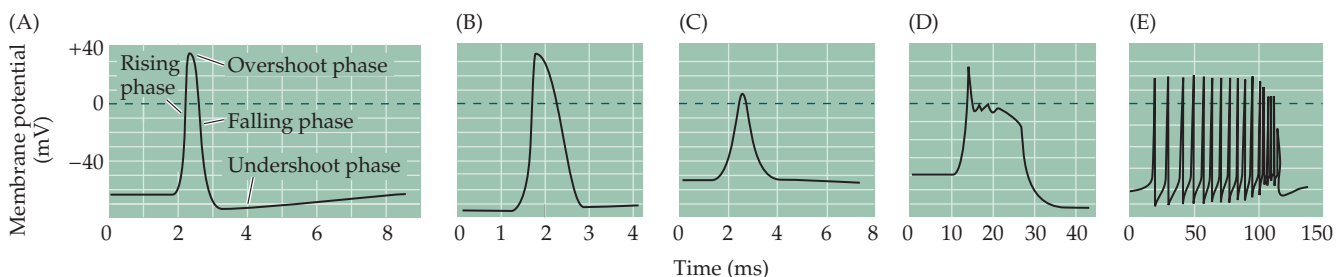 (A) (B) (C) (D) (E)
Membrane potential
(mV)
+40
0
−40
Rising
phase
Overshoot phase
Falling phase
Undershoot phase
0 2 4 6 8
0 1 2 3 4
0 2 4 6 8
0 10 20 30 40
0 50 100 150
Time (ms)